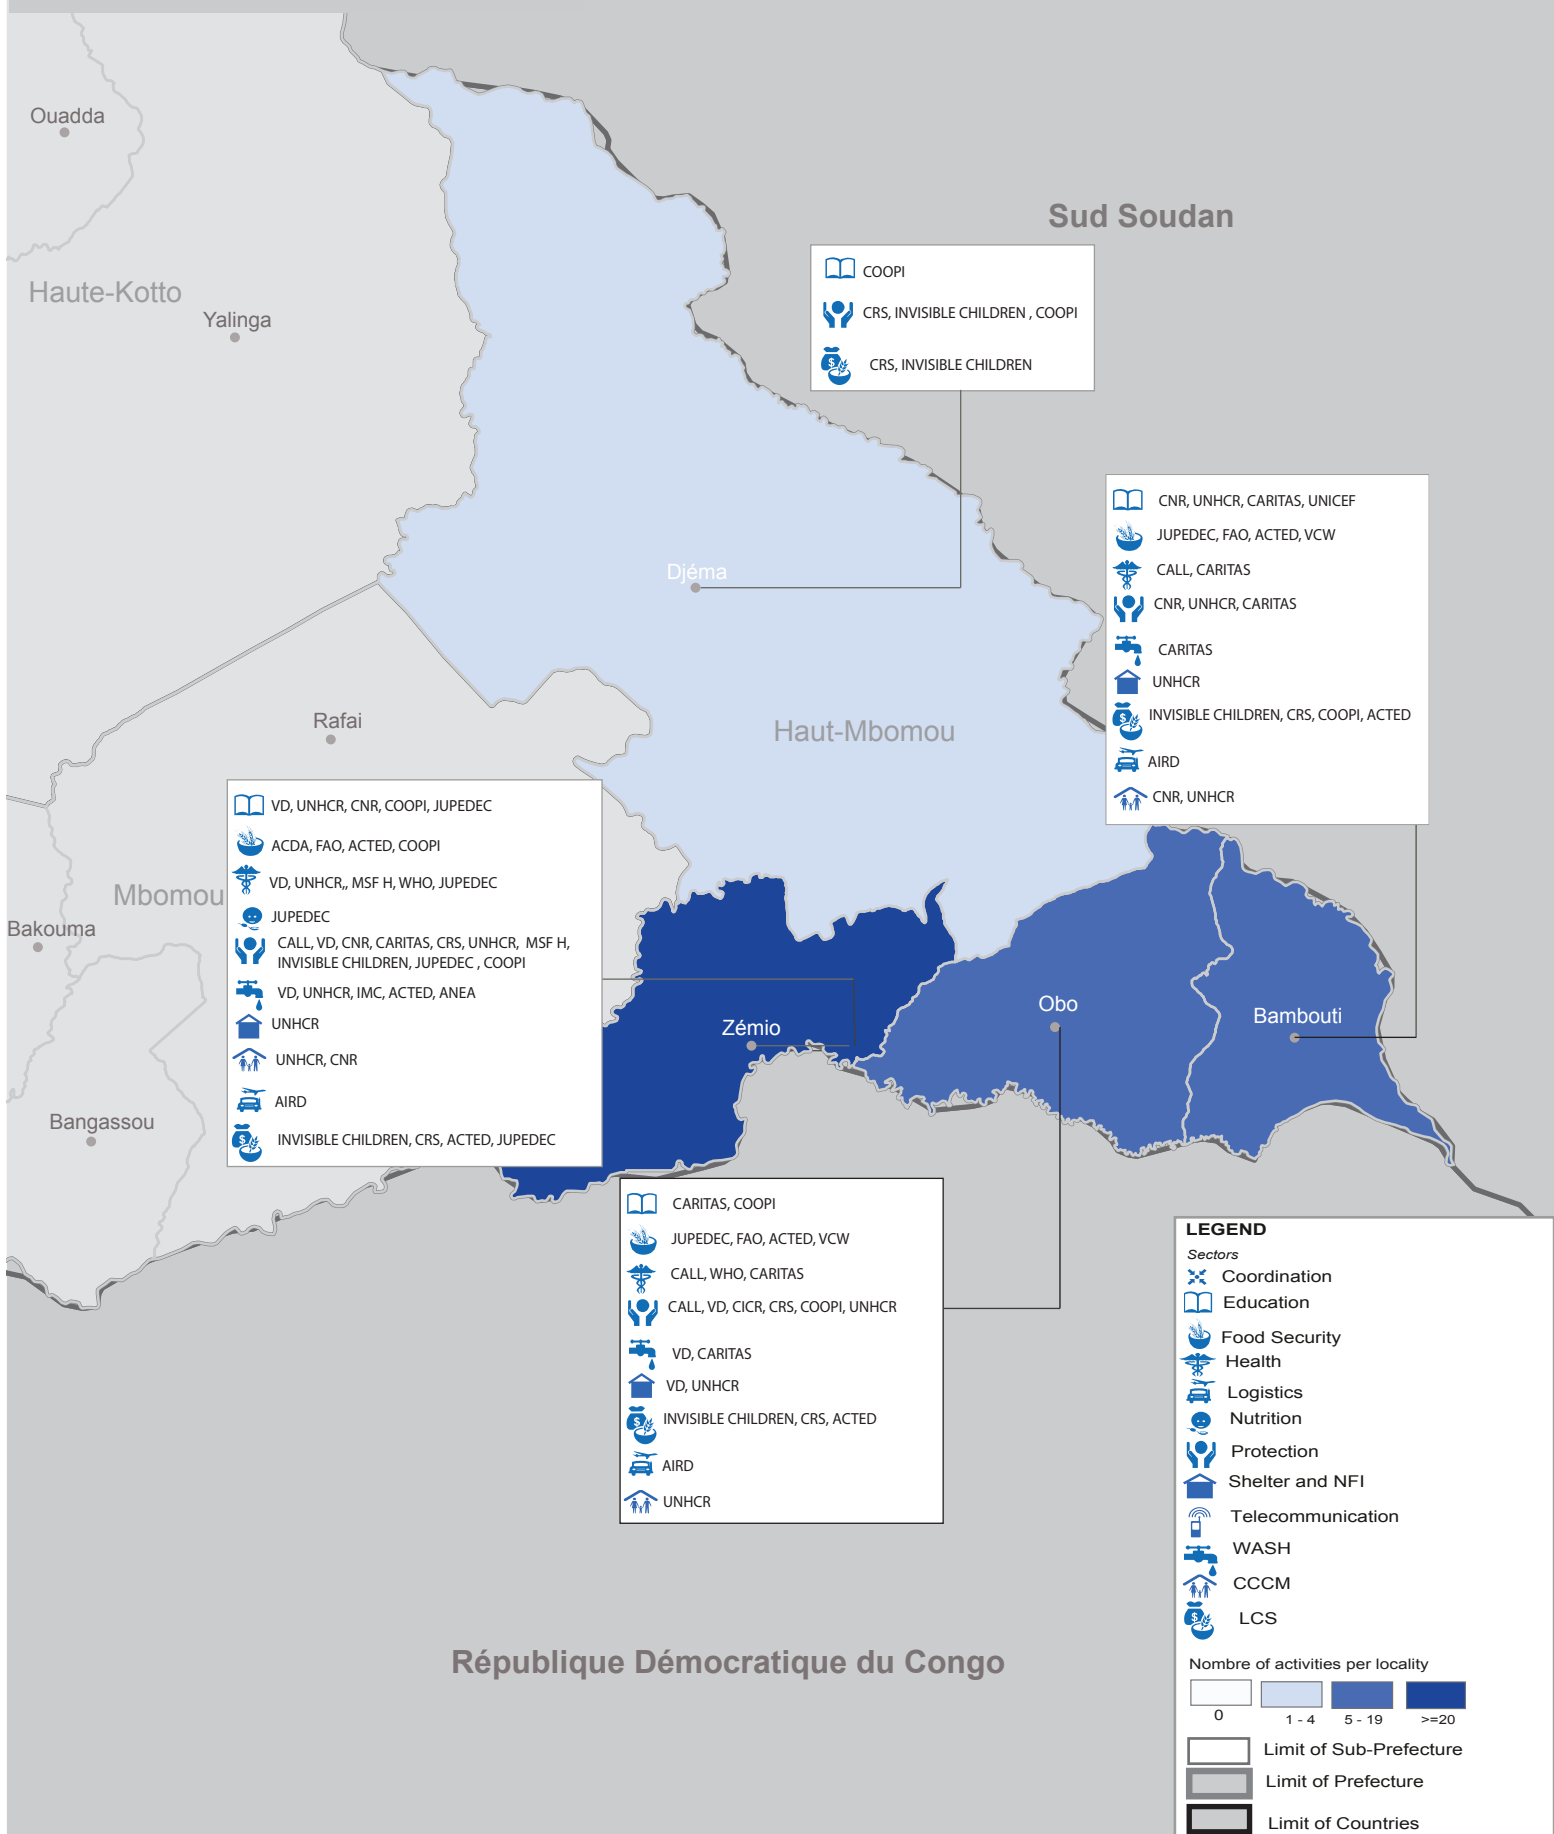 Ouadda
Sud Soudan
Haute-Kotto
Yalinga
COOPI
CRS, INVISIBLE CHILDREN , COOPI
CRS, INVISIBLE CHILDREN
CNR, UNHCR, CARITAS, UNICEF
JUPEDEC, FAO, ACTED, VCW
CALL, CARITAS
CNR, UNHCR, CARITAS
CARITAS
UNHCR
INVISIBLE CHILDREN, CRS, COOPI, ACTED
AIRD
CNR, UNHCR
Djéma
Rafai
Haut-Mbomou
VD, UNHCR, CNR, COOPI, JUPEDEC
ACDA, FAO, ACTED, COOPI
VD, UNHCR,, MSF H, WHO, JUPEDEC
JUPEDEC
CALL, VD, CNR, CARITAS, CRS, UNHCR, MSF H,
INVISIBLE CHILDREN, JUPEDEC , COOPI
VD, UNHCR, IMC, ACTED, ANEA
UNHCR
UNHCR, CNR
AIRD
INVISIBLE CHILDREN, CRS, ACTED, JUPEDEC
Mbomou
Bakouma
Bangassou
Zémio
Obo
Bambouti
CARITAS, COOPI
JUPEDEC, FAO, ACTED, VCW
CALL, WHO, CARITAS
CALL, VD, CICR, CRS, COOPI, UNHCR
VD, CARITAS
VD, UNHCR
INVISIBLE CHILDREN, CRS, ACTED
AIRD
UNHCR
République Démocratique du Congo
LEGEND
Sectors
Coordination
Education
Food Security
Health
Logistics
Nutrition
Protection
Shelter and NFI
Telecommunication
WASH
CCCM
LCS
Nombre of activities per locality
0 1 - 4 5 - 19 >=20
Limit of Sub-Prefecture
Limit of Prefecture
Limit of Countries